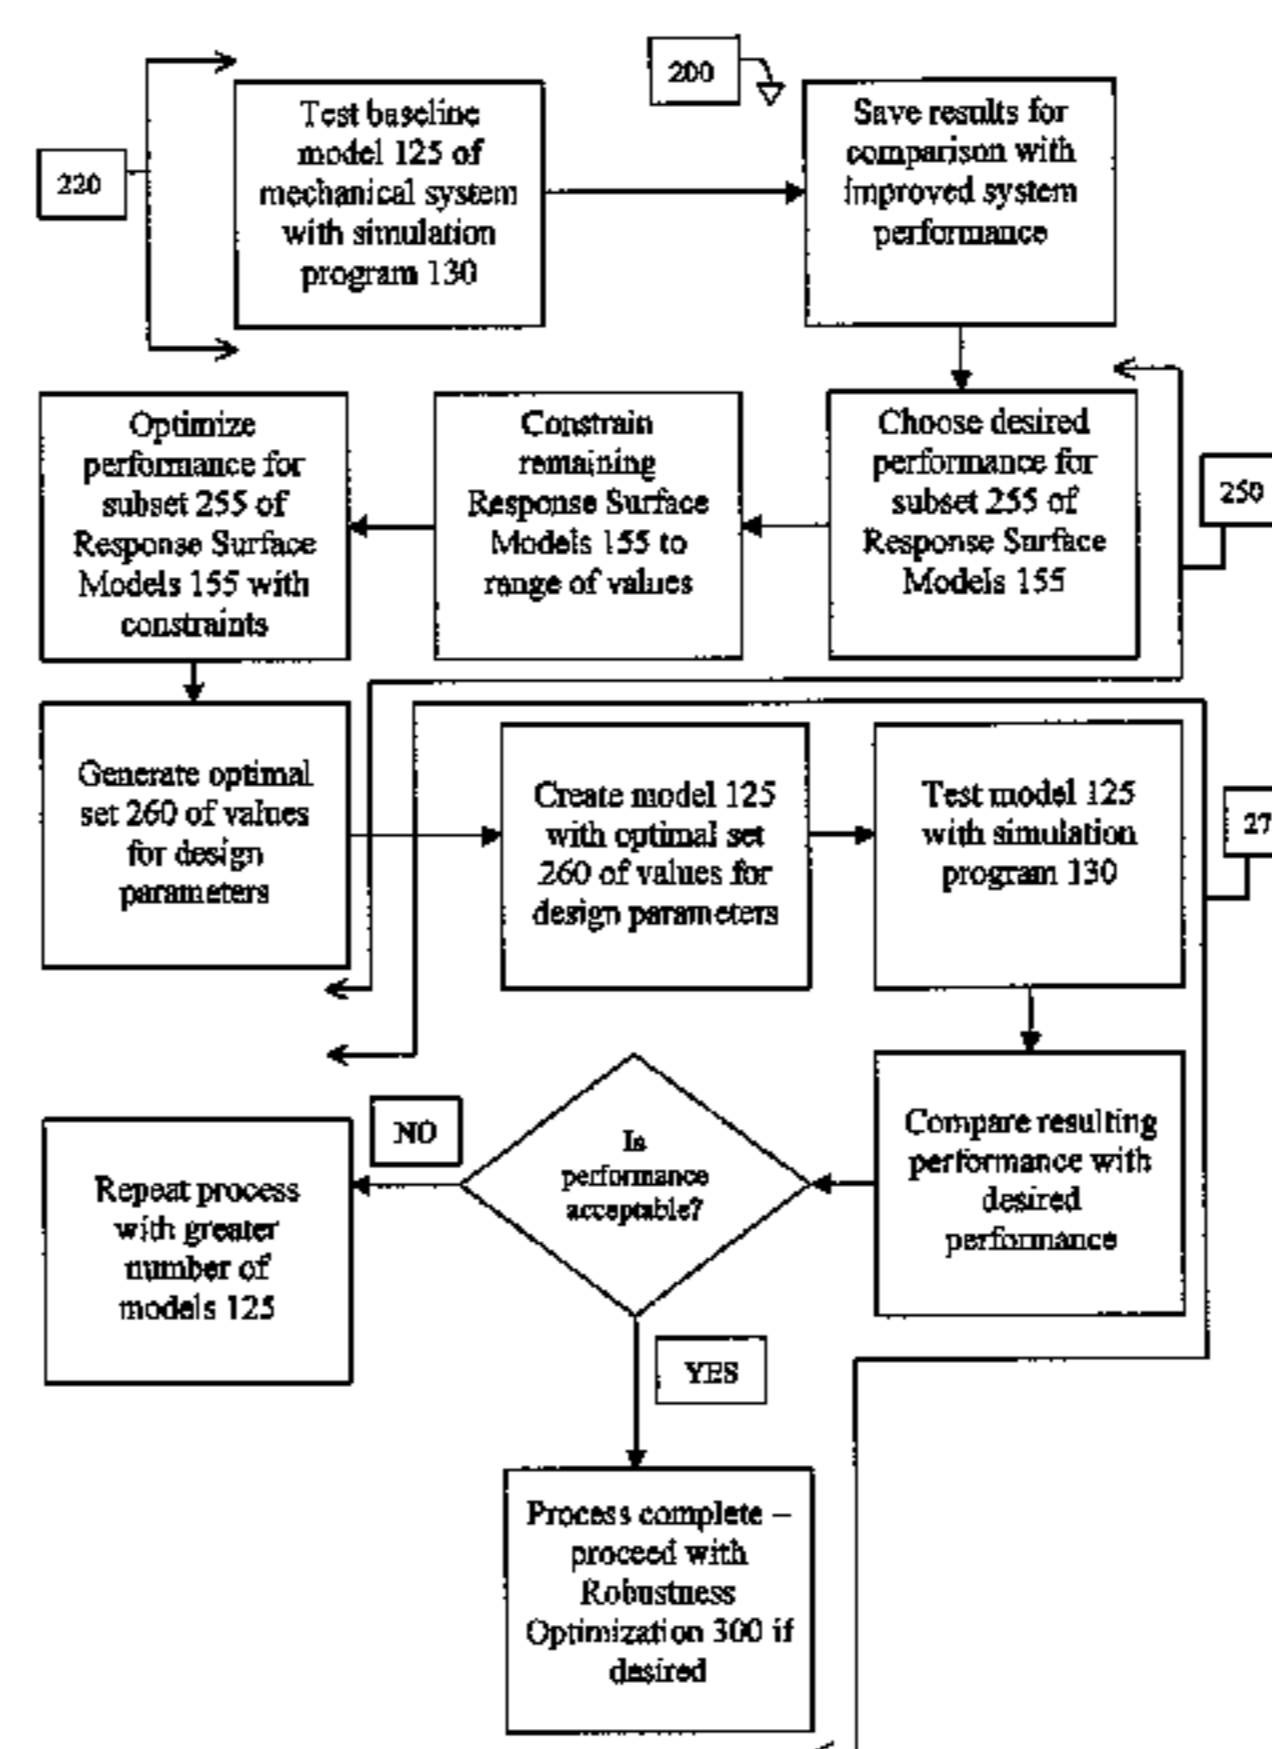 200
220
Test baseline
model 125 of
mechanical system
with simulation
program 130
Save results for
comparison with
improved system
performance
Optimize
performance for
subset 255 of
Response Surface
Models 155 with
constraints
Constrain
remaining
Response Surface
Models 155 to
range of values
Choose desired
performance for
subset 255 of
Response Surface
Models 155
250
Generate optimal
set 260 of values
for design
parameters
Create model 125
with optimal set
260 of values for
design parameters
Test model 125
with simulation
program 130
27
Compare resulting
performance with
desired
performance
Is
performance
acceptable?
NO
Repeat process
with greater
number of
models 125
YES
Process complete –
proceed with
Robustness
Optimization 300 if
desired